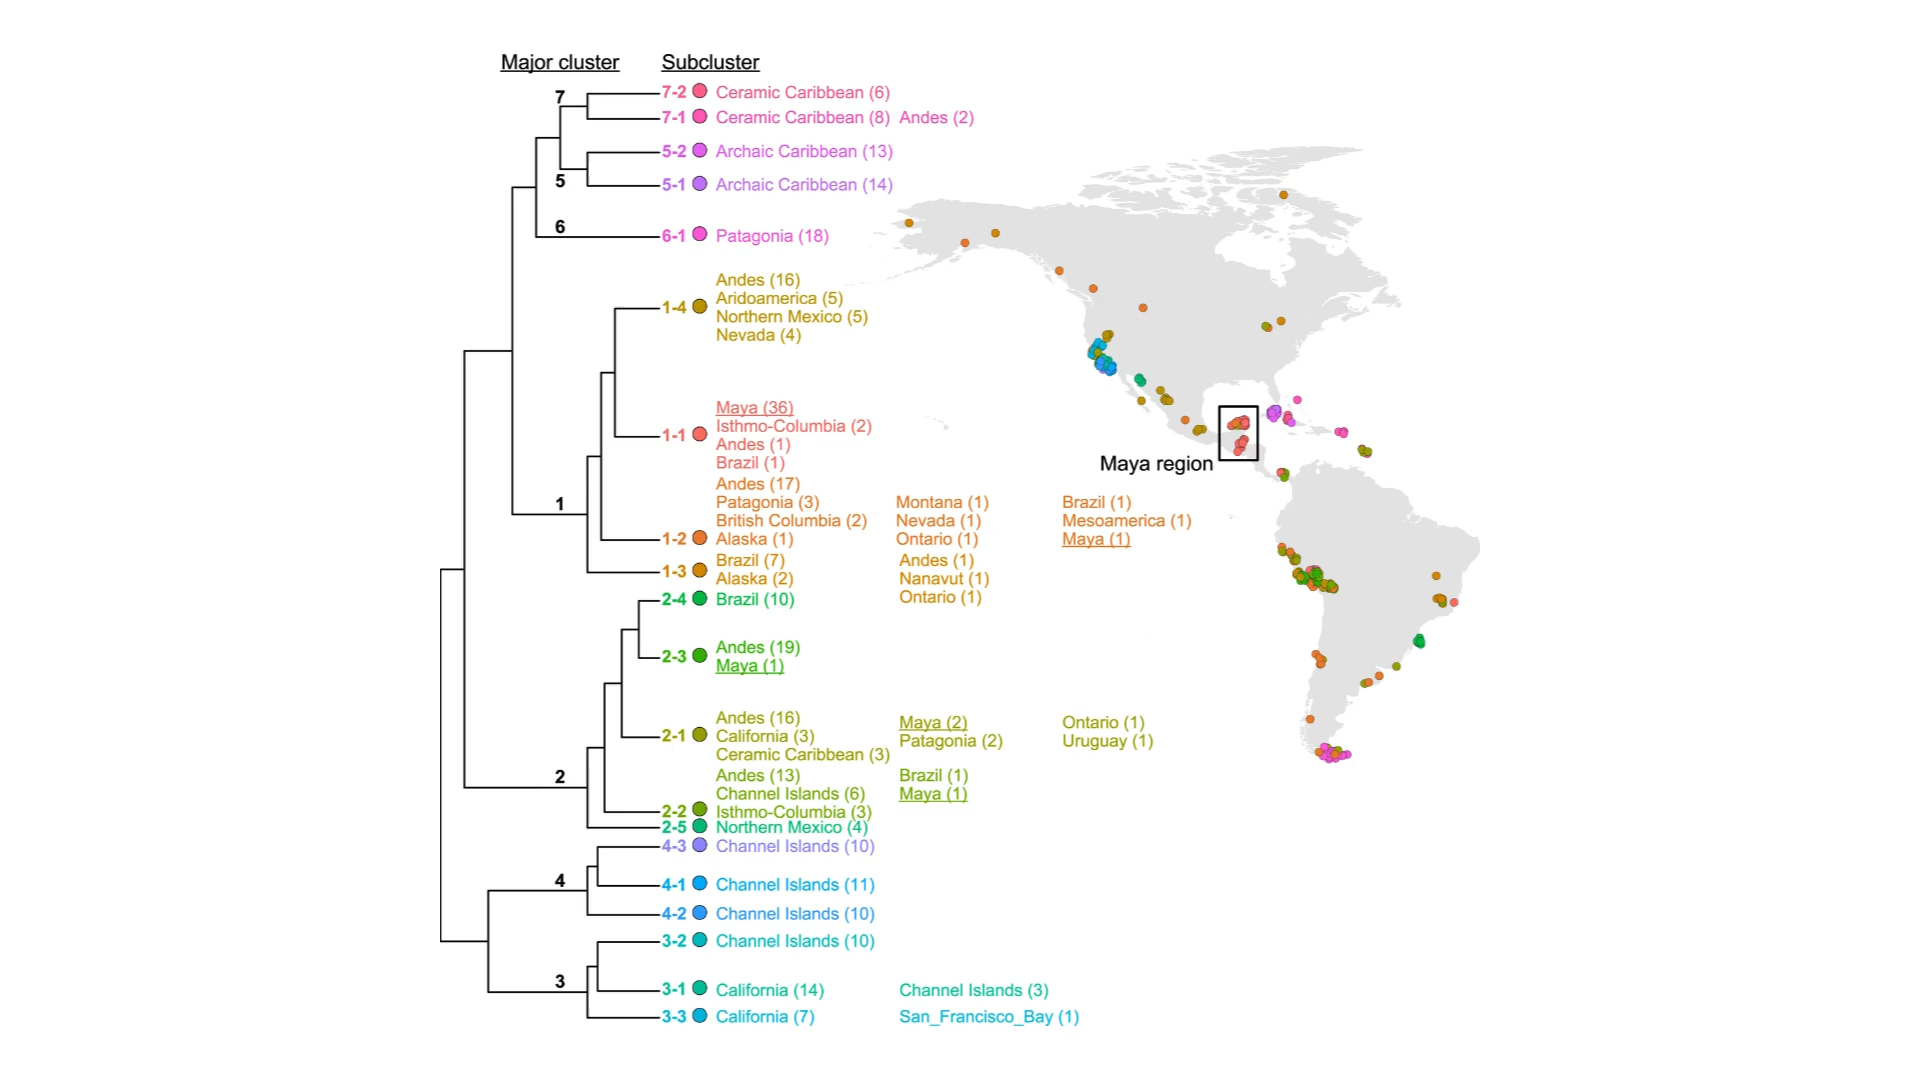 Major cluster Subcluster
7
7-2 Ceramic Caribbean (6)
7-1 Ceramic Caribbean (8) Andes (2)
5-2 Archaic Caribbean (13)
5
5-1 Archaic Caribbean (14)
6
6-1 Patagonia (18)
Andes (16)
Aridoamerica (5)
1-4
Northern Mexico (5)
Nevada (4)
Maya (36)
Isthmo-Columbia (2)
1-1
Andes (1)
Brazil (1)
Maya region
Andes (17)
1
Patagonia (3) Montana (1) Brazil (1)
British Columbia (2) Nevada (1) Mesoamerica (1)
1-2 Alaska (1) Ontario (1) Maya (1)
Brazil (7) Andes (1)
1-3
Alaska (2) Nanavut (1)
Ontario (1)
2-4 Brazil (10)
Andes (19)
2-3
Maya (1)
Andes (16) Maya (2) Ontario (1)
2-1 California (3) Patagonia (2) Uruguay (1)
Ceramic Caribbean (3)
2
Andes (13) Brazil (1)
Channel Islands (6) Maya (1)
2-2 Isthmo-Columbia (3)
2-5 Northern Mexico (4)
4-3 Channel Islands (10)
4
4-1 Channel Islands (11)
4-2 Channel Islands (10)
3-2 Channel Islands (10)
3
3-1 California (14) Channel Islands (3)
3-3 California (7) San_Francisco_Bay (1)